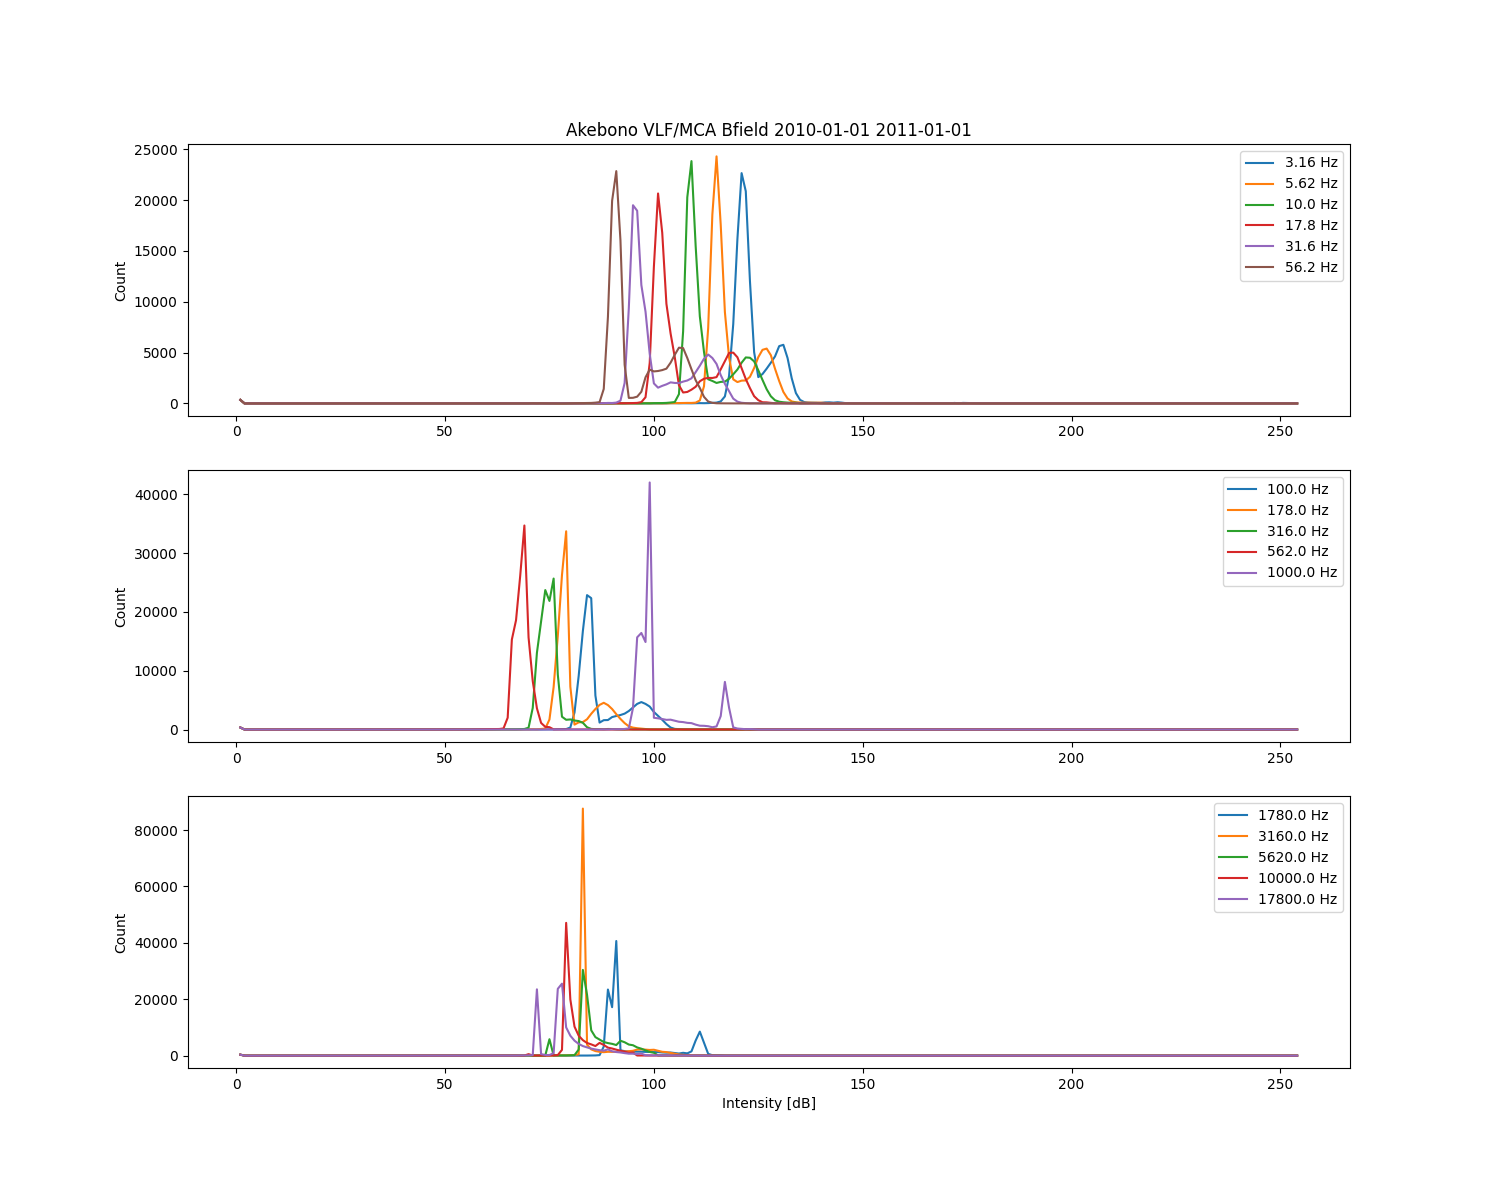 Akebono VLF/MCA Bfield 2010-01-01 2011-01-01
25000
20000
15000
10000
5000
0
Count
0 50 100 150 200 250
3.16 Hz
5.62 Hz
10.0 Hz
17.8 Hz
31.6 Hz
56.2 Hz
40000
30000
20000
10000
0
Count
0 50 100 150 200 250
100.0 Hz
178.0 Hz
316.0 Hz
562.0 Hz
1000.0 Hz
80000
60000
40000
20000
0
Count
0 50 100 150 200 250
1780.0 Hz
3160.0 Hz
5620.0 Hz
10000.0 Hz
17800.0 Hz
Intensity [dB]